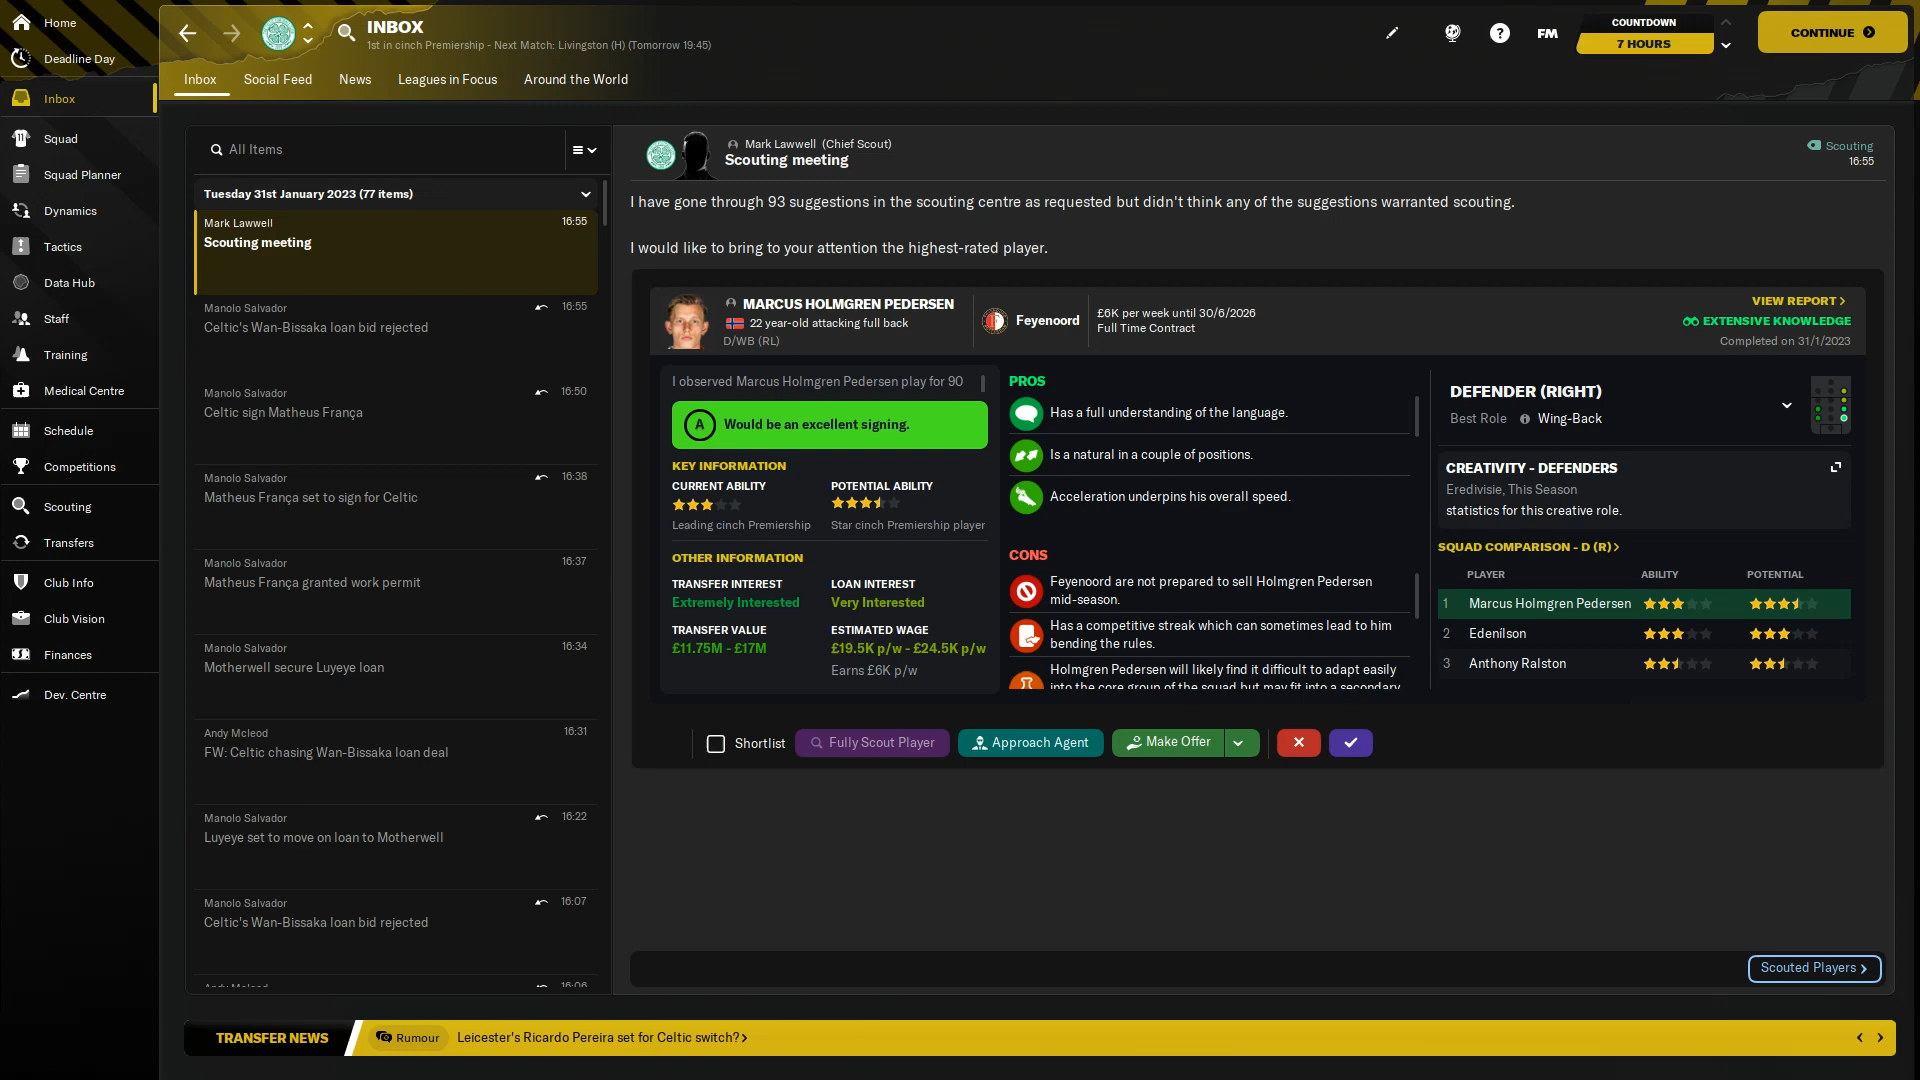 Home
Deadline Day
Inbox
Squad
Squad Planner
Dynamics
Tactics
Data Hub
Staff
Training
Medical Centre
Schedule
Competitions
Scouting
Transfers
Club Info
Club Vision
Finances
Dev. Centre
INBOX
1st in cinch Premiership - Next Match: Livingston (H) (Tomorrow 19:45)
FM
COUNTDOWN
7 HOURS
CONTINUE
Inbox Social Feed News Leagues in Focus Around the World
All Items
Tuesday 31st January 2023 (77 items)
Mark Lawwell 16:55
Scouting meeting
Manolo Salvador 16:55
Celtic's Wan-Bissaka loan bid rejected
Manolo Salvador 16:50
Celtic sign Matheus França
Manolo Salvador 16:38
Matheus França set to sign for Celtic
Manolo Salvador 16:37
Matheus França granted work permit
Manolo Salvador 16:34
Motherwell secure Luyeye loan
Andy Mcleod 16:31
FW: Celtic chasing Wan-Bissaka loan deal
Manolo Salvador 16:22
Luyeye set to move on loan to Motherwell
Manolo Salvador 16:07
Celtic's Wan-Bissaka loan bid rejected
Andy Mcleod 16:06
Mark Lawwell (Chief Scout)
Scouting meeting
Scouting
16:55
I have gone through 93 suggestions in the scouting centre as requested but didn't think any of the suggestions warranted scouting.
I would like to bring to your attention the highest-rated player.
MARCUS HOLMGREN PEDERSEN
22 year-old attacking full back
D/WB (RL)
Feyenoord
£6K per week until 30/6/2026
Full Time Contract
VIEW REPORT >
EXTENSIVE KNOWLEDGE
Completed on 31/1/2023
I observed Marcus Holmgren Pedersen play for 90
A Would be an excellent signing.
KEY INFORMATION
CURRENT ABILITY POTENTIAL ABILITY
Leading cinch Premiership Star cinch Premiership player
OTHER INFORMATION
TRANSFER INTEREST LOAN INTEREST
Extremely Interested Very Interested
TRANSFER VALUE ESTIMATED WAGE
£11.75M - £17M £19.5K p/w - £24.5K p/w
Earns £6K p/w
PROS
Has a full understanding of the language.
Is a natural in a couple of positions.
Acceleration underpins his overall speed.
CONS
Feyenoord are not prepared to sell Holmgren Pedersen
mid-season.
Has a competitive streak which can sometimes lead to him
bending the rules.
Holmgren Pedersen will likely find it difficult to adapt easily
into the core group of the squad but may fit into a secondary
DEFENDER (RIGHT)
Best Role Wing-Back
CREATIVITY - DEFENDERS
Eredivisie, This Season
statistics for this creative role.
SQUAD COMPARISON - D (R) >
PLAYER ABILITY POTENTIAL
1 Marcus Holmgren Pedersen
2 Edenílson
3 Anthony Ralston
Shortlist
Fully Scout Player
Approach Agent
Make Offer
Scouted Players >
TRANSFER NEWS
Rumour
Leicester's Ricardo Pereira set for Celtic switch? >